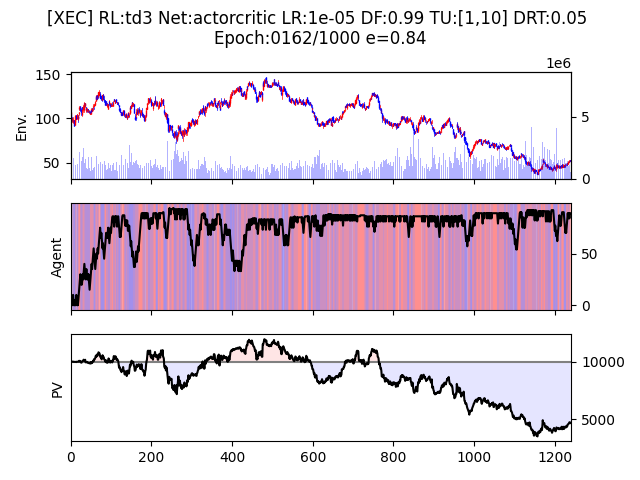 [XEC] RL:td3 Net:actorcritic LR:1e-05 DF:0.99 TU:[1,10] DRT:0.05
Epoch:0162/1000 e=0.84
1e6
150
100
50
Env.
5
0
Agent
50
0
PV
10000
5000
0 200 400 600 800 1000 1200